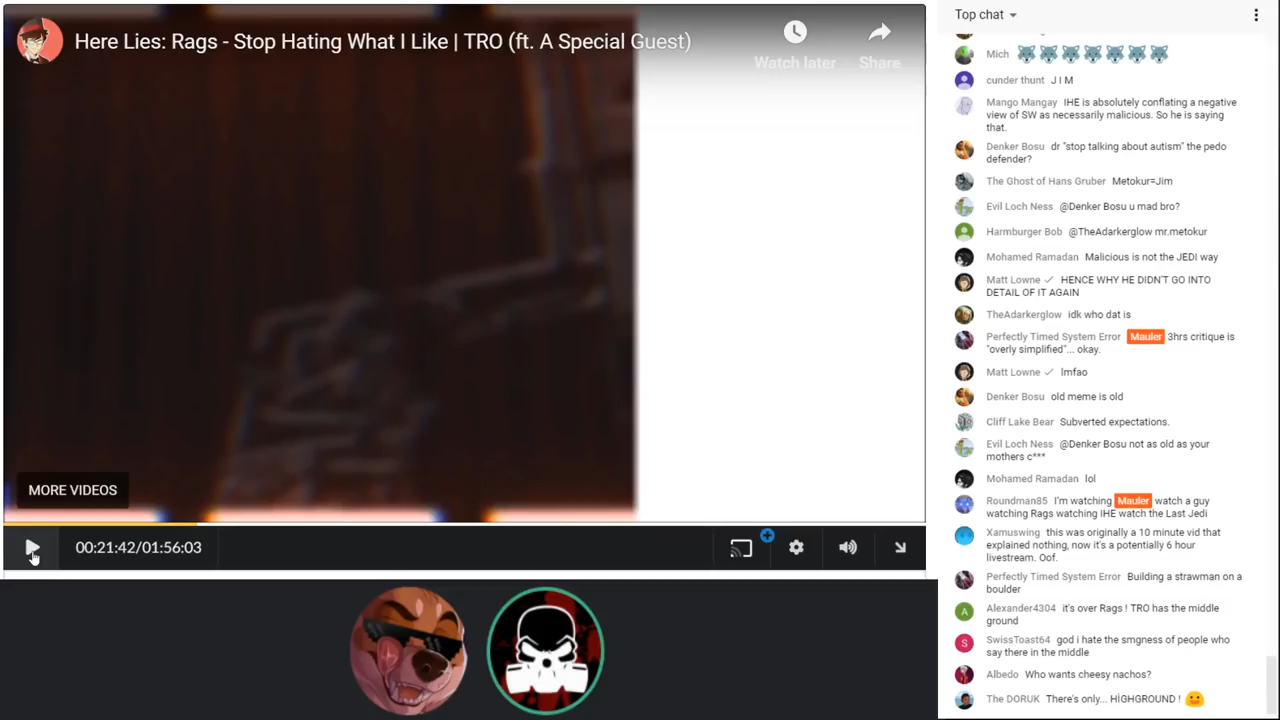 Here Lies: Rags - Stop Hating What I Like | TRO (ft. A Special Guest)
Watch later
Share
MORE VIDEOS
00:21:42/01:56:03
Top chat
Mich
cunder thunt J I M
Mango Mangay IHE is absolutely conflating a negative
view of SW as necessarily malicious. So he is saying
that.
Denker Bosu dr "stop talking about autism" the pedo
defender?
The Ghost of Hans Gruber Metokur=Jim
Evil Loch Ness @Denker Bosu u mad bro?
Harmburger Bob @TheAdarkerglow mr.metokur
Mohamed Ramadan Malicious is not the JEDI way
Matt Lowne HENCE WHY HE DIDN'T GO INTO
DETAIL OF IT AGAIN
TheAdarkerglow idk who dat is
Perfectly Timed System Error Mauler 3hrs critique is
"overly simplified"... okay.
Matt Lowne lmfao
Denker Bosu old meme is old
Cliff Lake Bear Subverted expectations.
Evil Loch Ness @Denker Bosu not as old as your
mothers c***
Mohamed Ramadan lol
Roundman85 I'm watching Mauler watch a guy
watching Rags watching IHE watch the Last Jedi
Xamuswing this was originally a 10 minute vid that
explained nothing, now it's a potentially 6 hour
livestream. Oof.
Perfectly Timed System Error Building a strawman on a
boulder
A
Alexander4304 it's over Rags ! TRO has the middle
ground
S
SwissToast64 god i hate the smgness of people who
say there in the middle
Albedo Who wants cheesy nachos?
The DORUK There's only... HİGHGROUND !